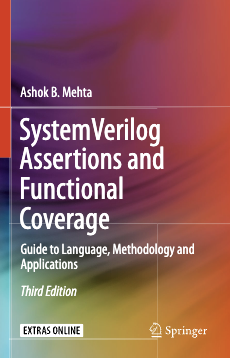 Ashok B. Mehta
SystemVerilog
Assertions and
Functional
Coverage
Guide to Language, Methodology and
Applications
Third Edition
EXTRAS ONLINE
Springer